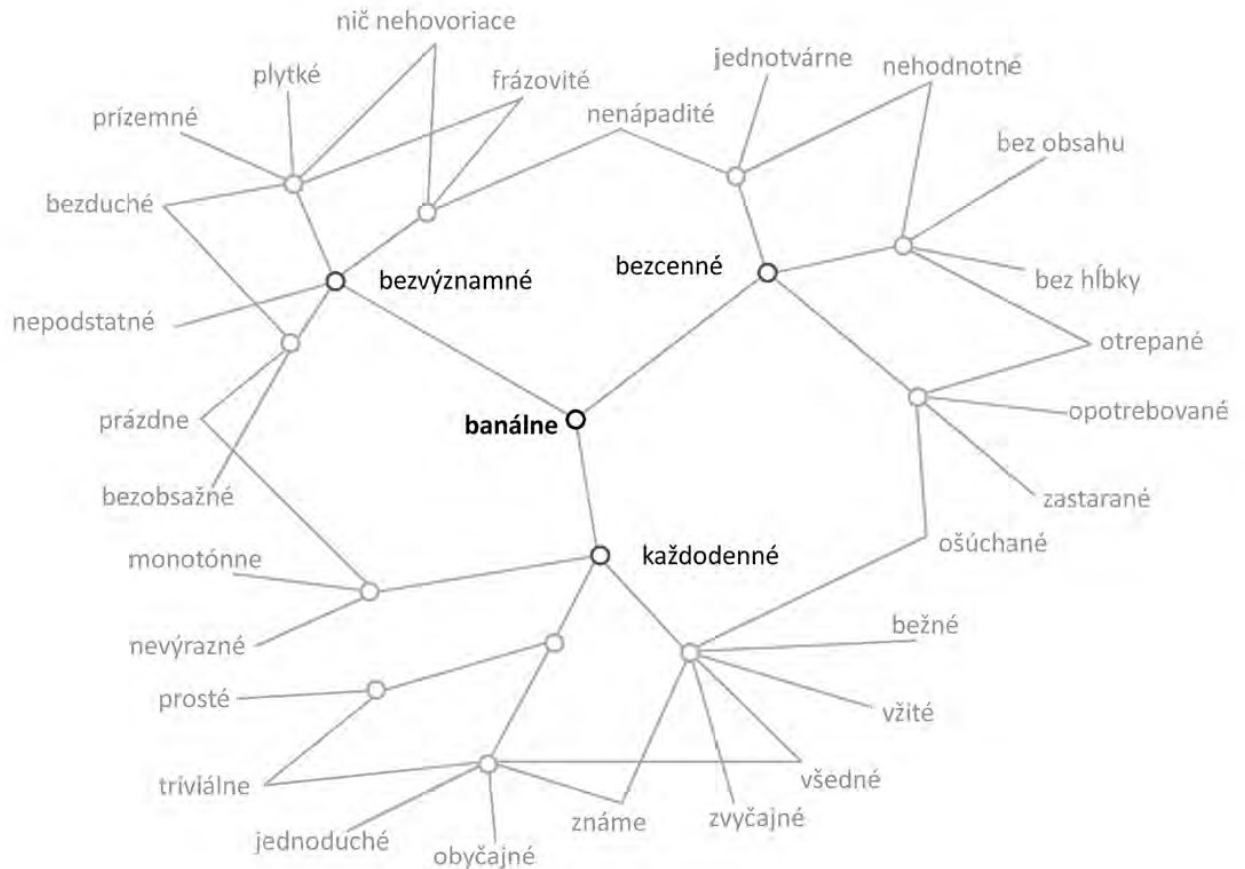 nič nehovoriace
jednotvárne
nehodnotné
plytké
frázovité
nenápadité
prízemné
bez obsahu
bezduché
bezvýznamné
bezcenné
bez hĺbky
nepodstatné
otrepané
prázdne
banálne
opotrebované
bezobsažné
zastarané
monotónne
každodenné
ošúchané
nevýrazné
bežné
prosté
vžité
triviálne
všedné
jednoduché
obyčajné
známe
zvyčajné